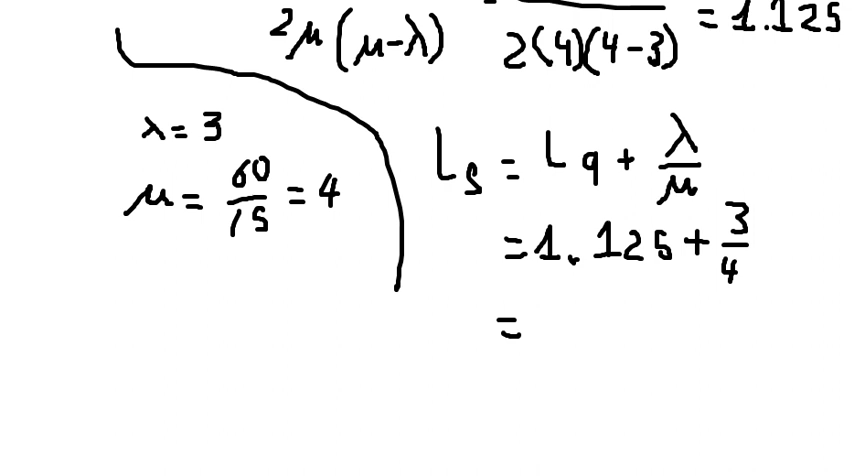 2μ(μ-λ) 2(4)(4-3) = 1.125
λ = 3
μ = 60/15 = 4
Ls = Lq + λ/μ
= 1.125 + 3/4
=